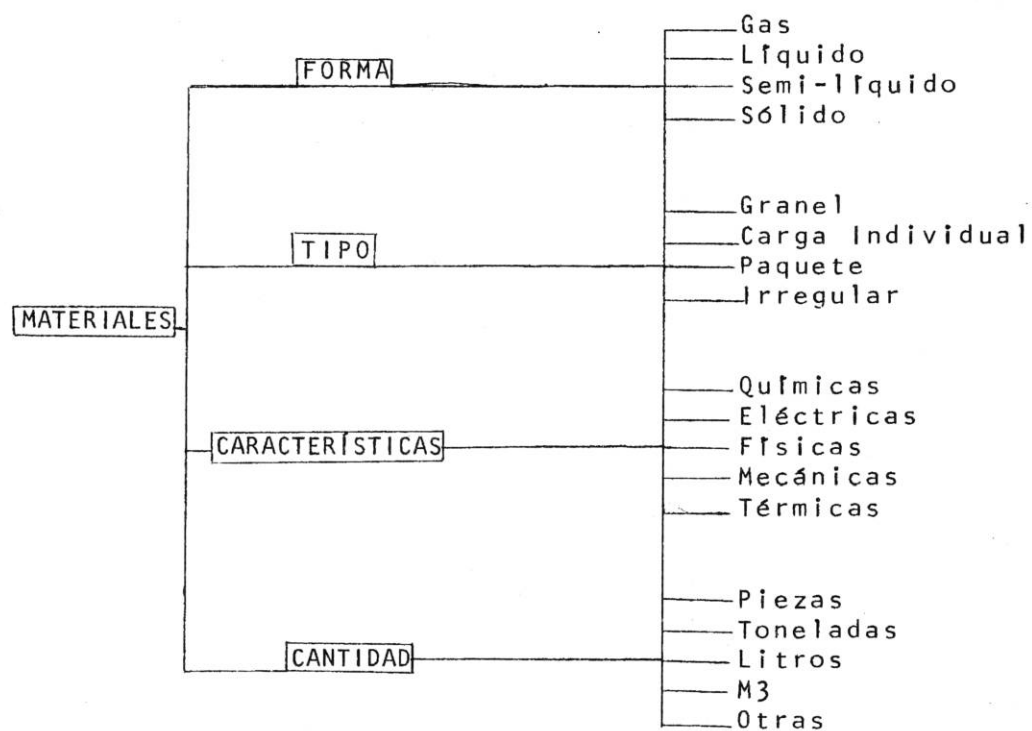 Gas
Líquido
FORMA
Semi-líquido
Sólido
Granel
Carga Individual
TIPO
Paquete
Irregular
MATERIALES
Químicas
Eléctricas
CARACTERÍSTICAS
Físicas
Mecánicas
Térmicas
Piezas
Toneladas
CANTIDAD
Litros
M3
Otras